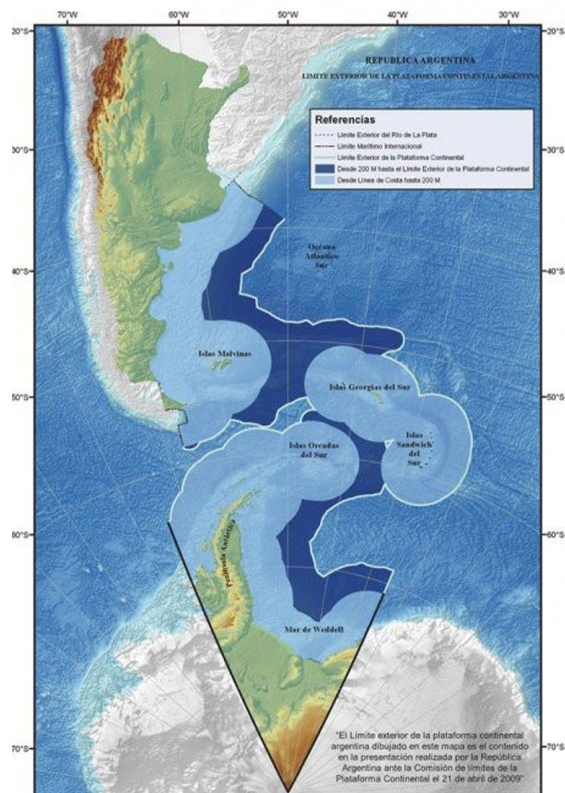 70°W 60°W 50°W 40°W 30°W
20°S 20°S
REPUBLICA ARGENTINA
LIMITE EXTERIOR DE LA PLATAFORMA CONTINENTAL ARGENTINA
Referencias
Límite Exterior del Río de La Plata
Límite Marítimo Internacional
Límite Exterior de la Plataforma Continental
Desde 200 M hasta el Límite Exterior de la Plataforma Continental
Desde Línea de Costa hasta 200 M
30°S 30°S
Océano
Atlántico
Sur
40°S 40°S
Islas Malvinas
Islas Georgias del Sur
50°S 50°S
Islas Orcadas
del Sur
Islas
Sandwich
del
Sur
60°S 60°S
Península Antártica
Mar de Weddell
70°S 70°S
"El Límite exterior de la plataforma continental
argentina dibujado en este mapa es el contenido
en la presentación realizada por la República
Argentina ante la Comisión de límites de la
Plataforma Continental el 21 de abril de 2009"